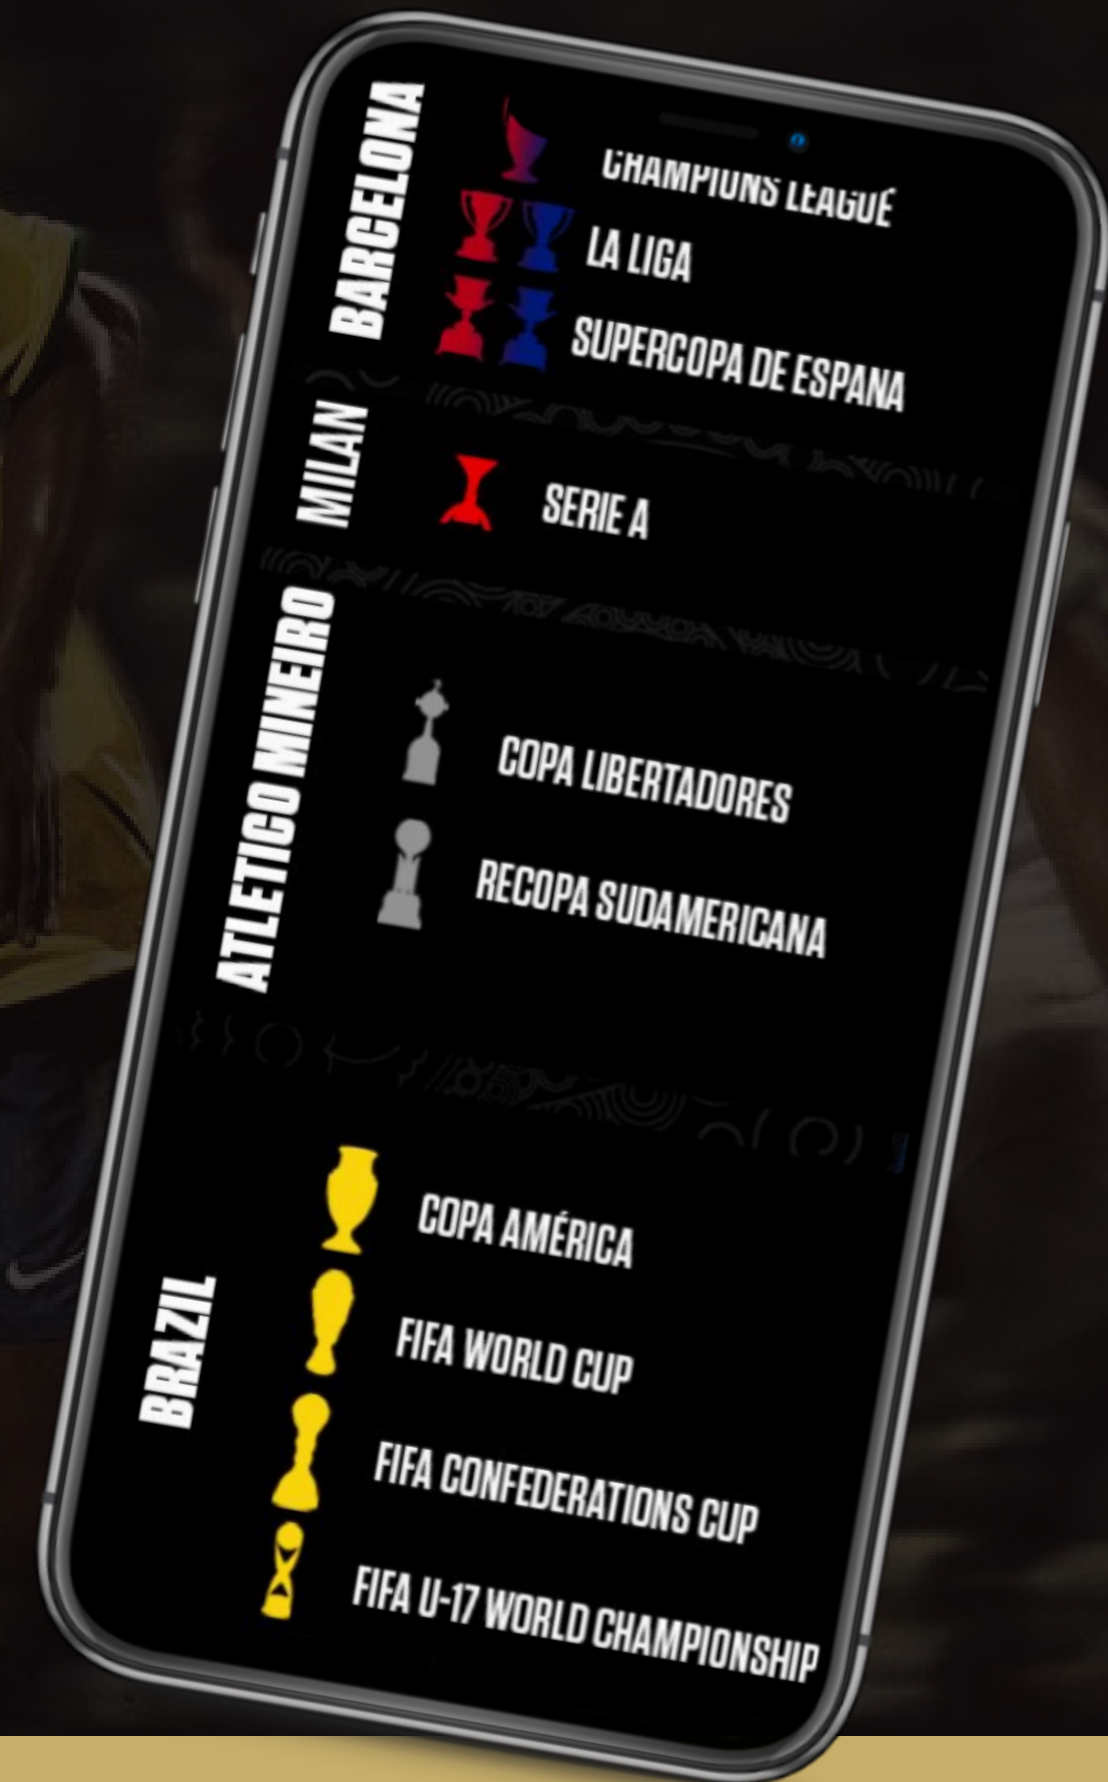 BARCELONA
CHAMPIONS LEAGUE
LA LIGA
SUPERCOPA DE ESPANA
MILAN
SERIE A
ATLETICO MINEIRO
COPA LIBERTADORES
RECOPA SUDAMERICANA
BRAZIL
COPA AMÉRICA
FIFA WORLD CUP
FIFA CONFEDERATIONS CUP
FIFA U-17 WORLD CHAMPIONSHIP